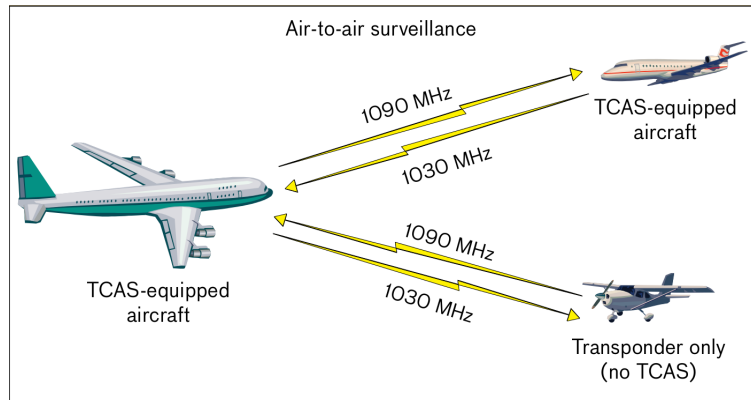 Air-to-air surveillance
1090 MHz
TCAS-equipped
aircraft
1030 MHz
1090 MHz
TCAS-equipped
aircraft
1030 MHz
Transponder only
(no TCAS)